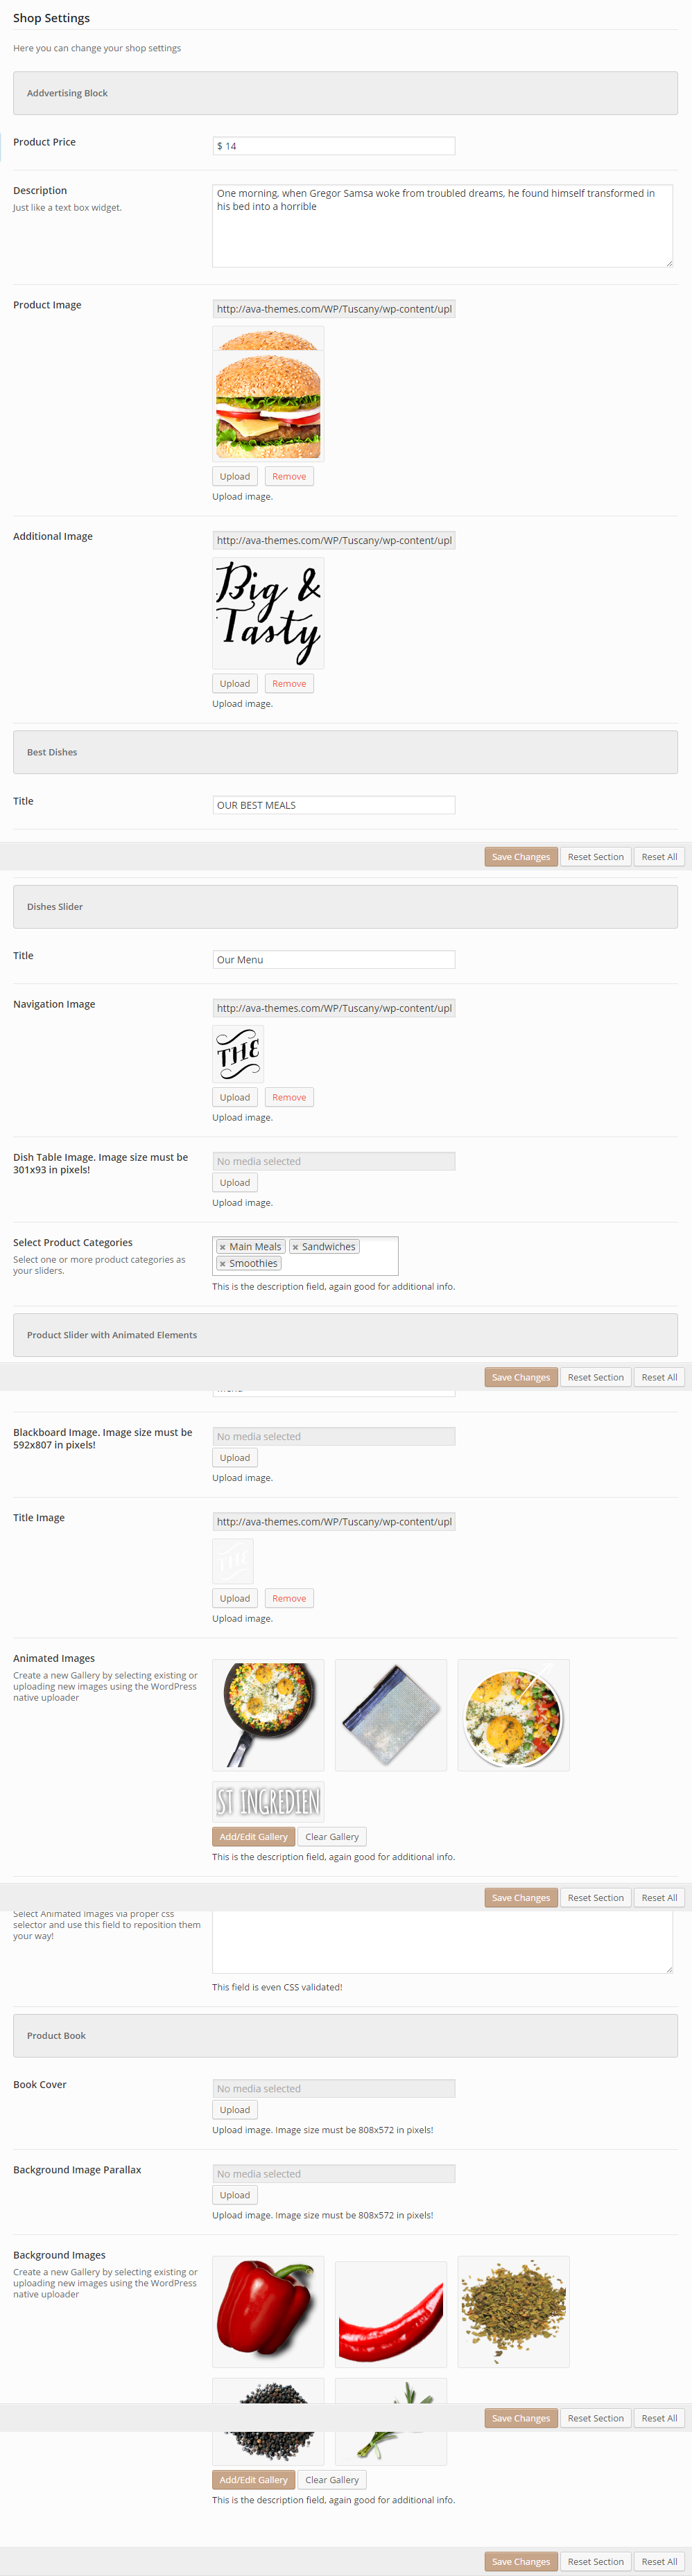 Shop Settings
Here you can change your shop settings
Addvertising Block
Product Price
$ 14
Description
Just like a text box widget.
One morning, when Gregor Samsa woke from troubled dreams, he found himself transformed in
his bed into a horrible
Product Image
http://ava-themes.com/WP/Tuscany/wp-content/upl
Upload Remove
Upload image.
Additional Image
http://ava-themes.com/WP/Tuscany/wp-content/upl
Big &
Tasty
Upload Remove
Upload image.
Best Dishes
Title
OUR BEST MEALS
Save Changes Reset Section Reset All
Dishes Slider
Title
Our Menu
Navigation Image
http://ava-themes.com/WP/Tuscany/wp-content/upl
THE
Upload Remove
Upload image.
Dish Table Image. Image size must be
301x93 in pixels!
No media selected
Upload
Upload image.
Select Product Categories
Select one or more product categories as
your sliders.
Main Meals Sandwiches
Smoothies
This is the description field, again good for additional info.
Product Slider with Animated Elements
Save Changes Reset Section Reset All
Blackboard Image. Image size must be
592x807 in pixels!
No media selected
Upload
Upload image.
Title Image
http://ava-themes.com/WP/Tuscany/wp-content/upl
THE
Upload Remove
Upload image.
Animated Images
Create a new Gallery by selecting existing or
uploading new images using the WordPress
native uploader
ST INGREDIEN
Add/Edit Gallery Clear Gallery
This is the description field, again good for additional info.
Save Changes Reset Section Reset All
Select Animated Images via proper css
selector and use this field to reposition them
your way!
This field is even CSS validated!
Product Book
Book Cover
No media selected
Upload
Upload image. Image size must be 808x572 in pixels!
Background Image Parallax
No media selected
Upload
Upload image. Image size must be 808x572 in pixels!
Background Images
Create a new Gallery by selecting existing or
uploading new images using the WordPress
native uploader
Save Changes Reset Section Reset All
Add/Edit Gallery Clear Gallery
This is the description field, again good for additional info.
Save Changes Reset Section Reset All